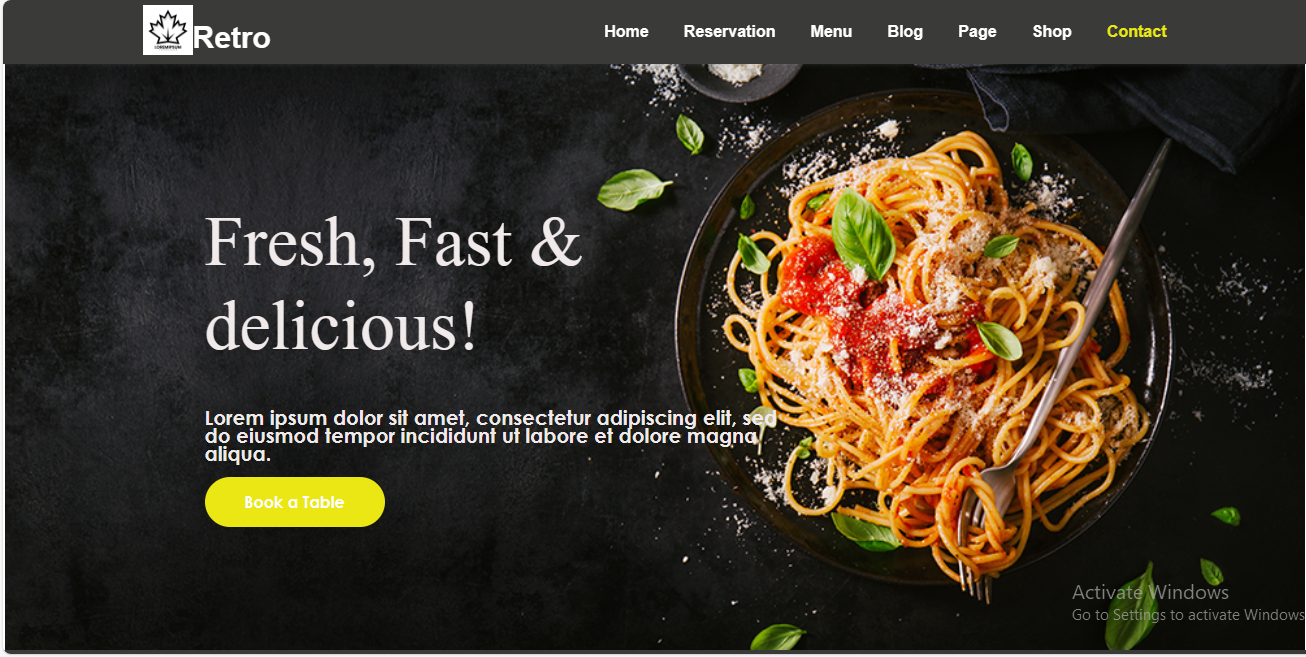 LOREMIPSUM
Retro
Home Reservation Menu Blog Page Shop Contact
Fresh, Fast &
delicious!
Lorem ipsum dolor sit amet, consectetur adipiscing elit, sed
do eiusmod tempor incididunt ut labore et dolore magna
aliqua.
Book a Table
Activate Windows
Go to Settings to activate Windows